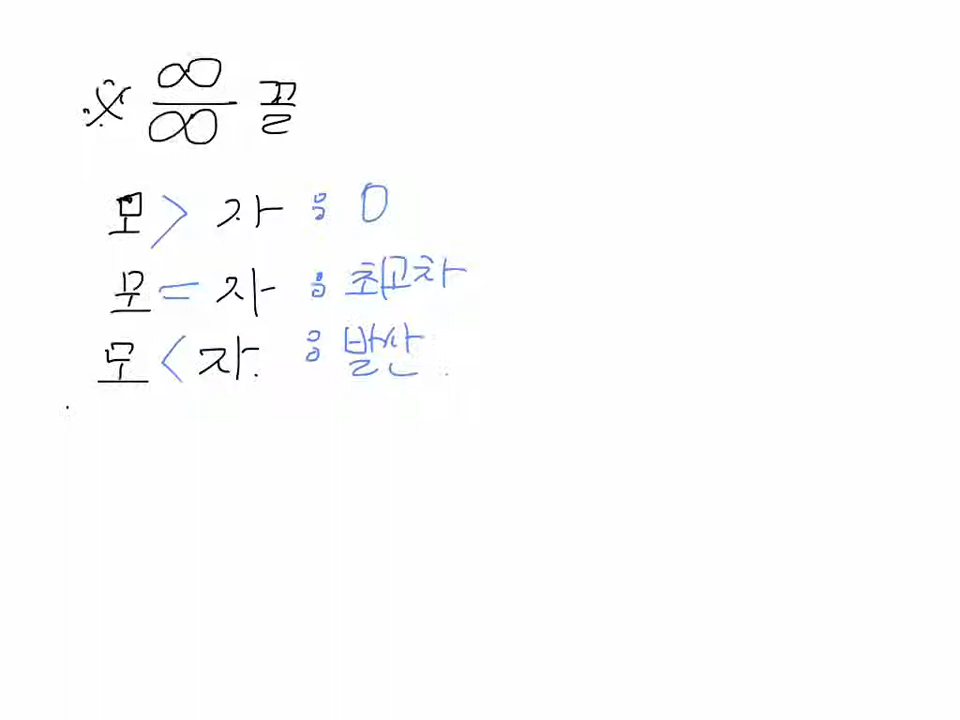 ※ ∞/∞ 꼴
모 > 자 : 0
모 = 자 : 최고차
모 < 자 : 발산